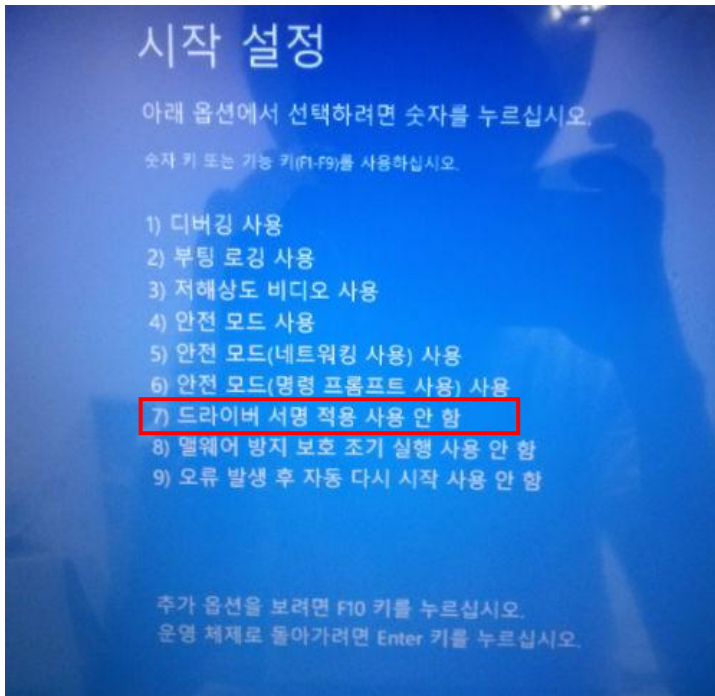 시작 설정
아래 옵션에서 선택하려면 숫자를 누르십시오.
숫자 키 또는 기능 키(F1-F9)를 사용하십시오.
1) 디버깅 사용
2) 부팅 로깅 사용
3) 저해상도 비디오 사용
4) 안전 모드 사용
5) 안전 모드(네트워킹 사용) 사용
6) 안전 모드(명령 프롬프트 사용) 사용
7) 드라이버 서명 적용 사용 안 함
8) 맬웨어 방지 보호 조기 실행 사용 안 함
9) 오류 발생 후 자동 다시 시작 사용 안 함
추가 옵션을 보려면 F10 키를 누르십시오.
운영 체제로 돌아가려면 Enter 키를 누르십시오.